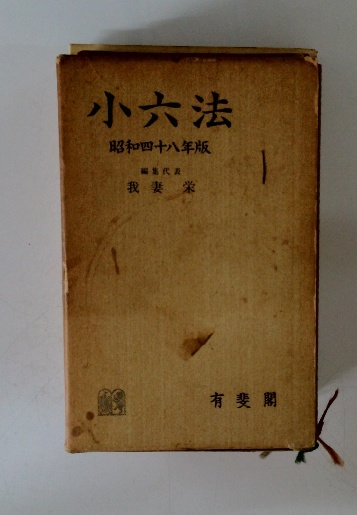 小六法
昭和四十八年版
編集代表
我妻 栄
有斐閣